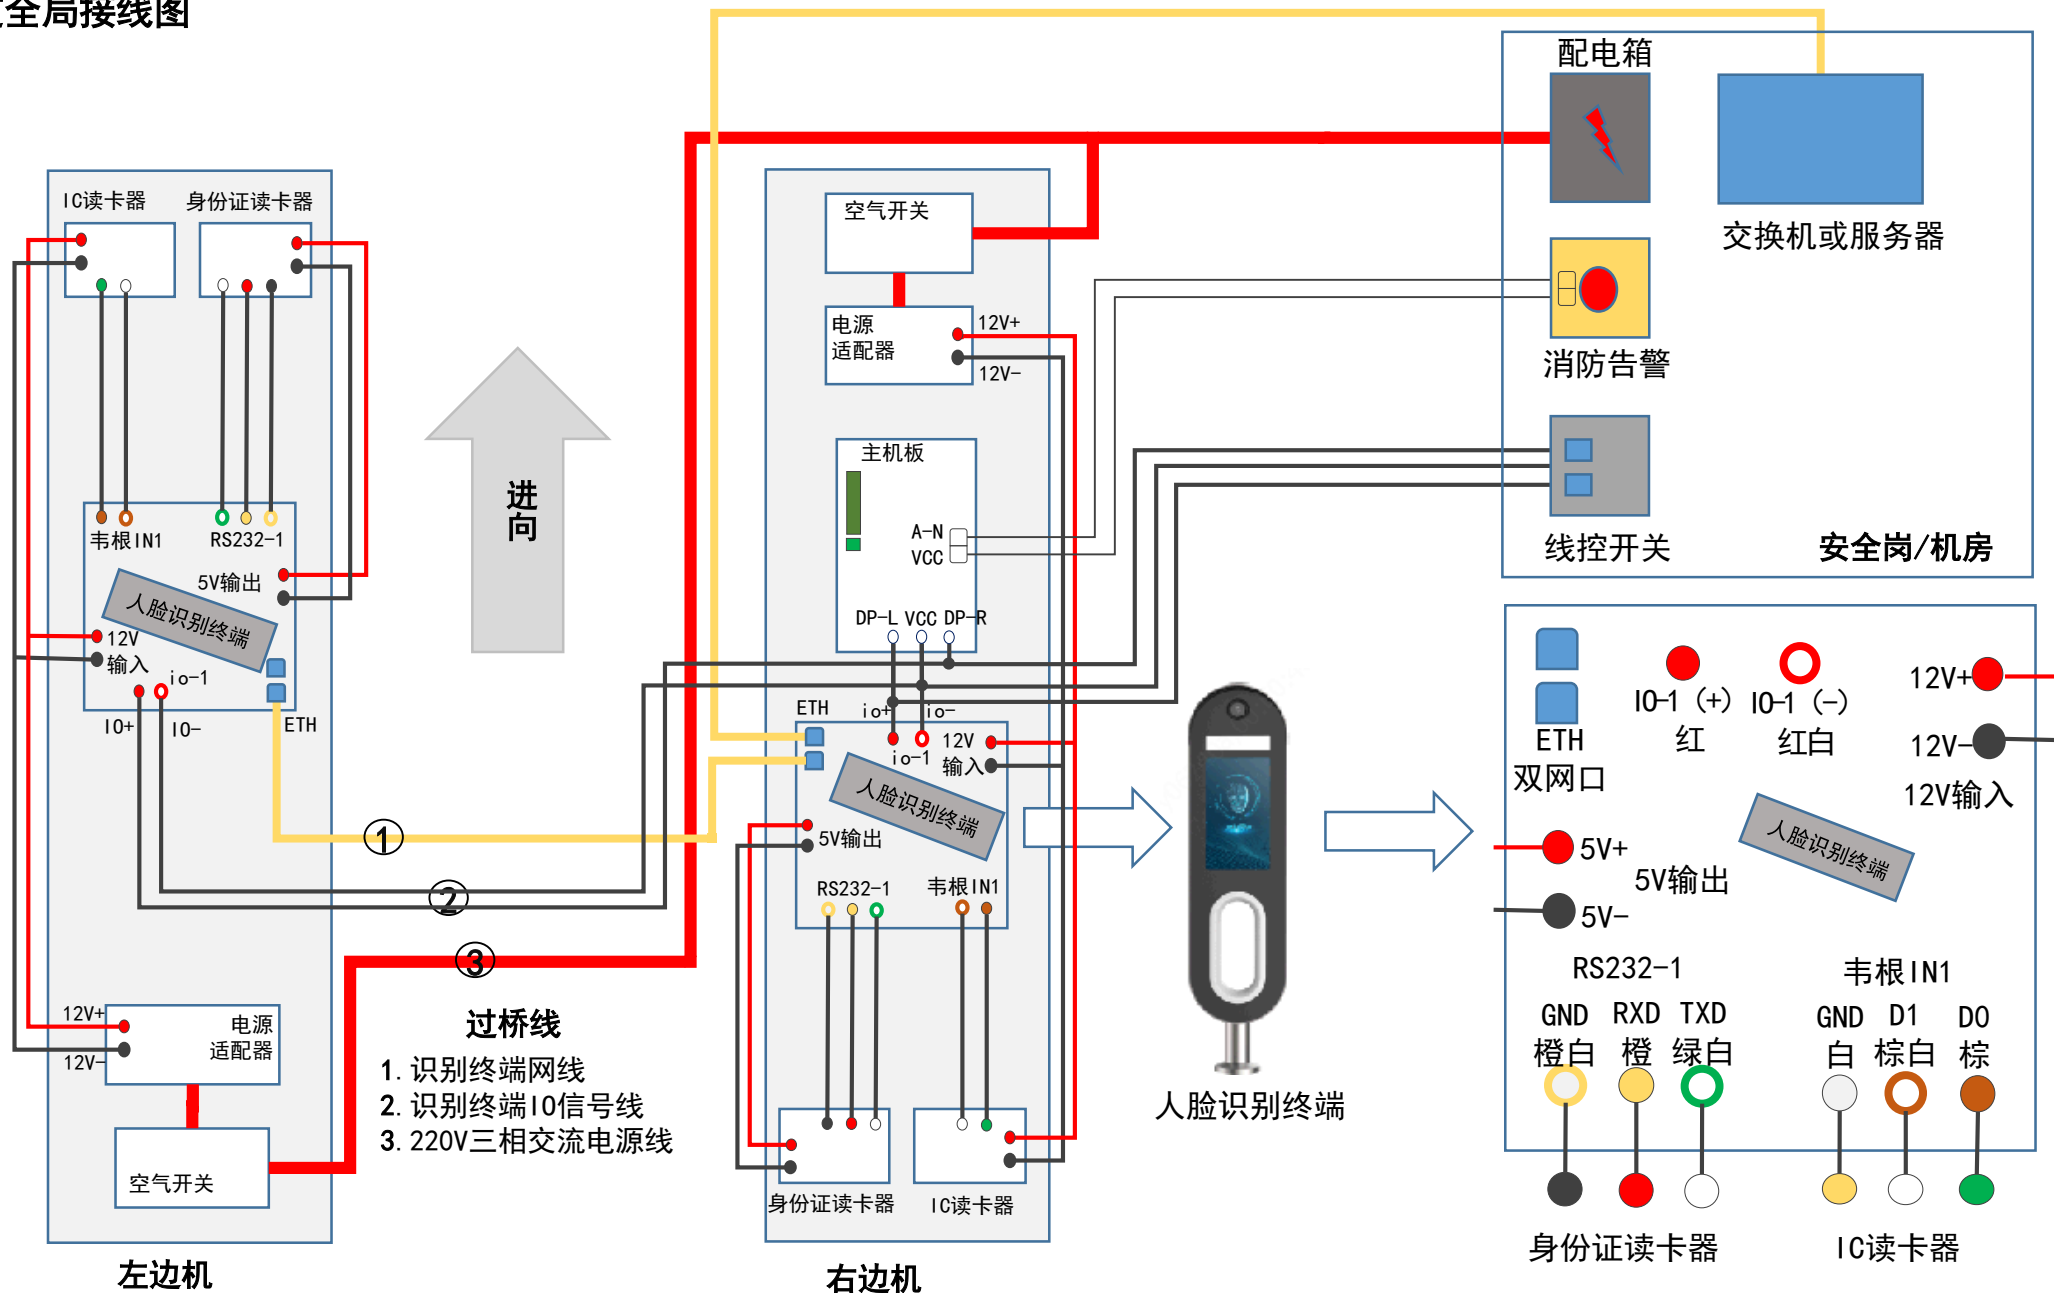 全局接线图
配电箱
交换机或服务器
消防告警
线控开关
安全岗/机房
IC读卡器
身份证读卡器
韦根IN1
RS232-1
5V输出
人脸识别终端
12V
输入
io-1
IO+
IO-
ETH
12V+
12V-
电源
适配器
空气开关
左边机
进
向
①
②
③
过桥线
1. 识别终端网线
2. 识别终端IO信号线
3. 220V三相交流电源线
空气开关
电源
适配器
12V+
12V-
主机板
A-N
VCC
DP-L
VCC
DP-R
ETH
io+
io-
io-1
12V
输入
人脸识别终端
5V输出
RS232-1
韦根IN1
身份证读卡器
IC读卡器
右边机
人脸识别终端
ETH
双网口
IO-1（+）
红
IO-1（-）
红白
12V+
12V-
12V输入
5V+
5V输出
5V-
人脸识别终端
RS232-1
韦根IN1
GND
RXD
TXD
橙白
橙
绿白
GND
D1
D0
白
棕白
棕
身份证读卡器
IC读卡器